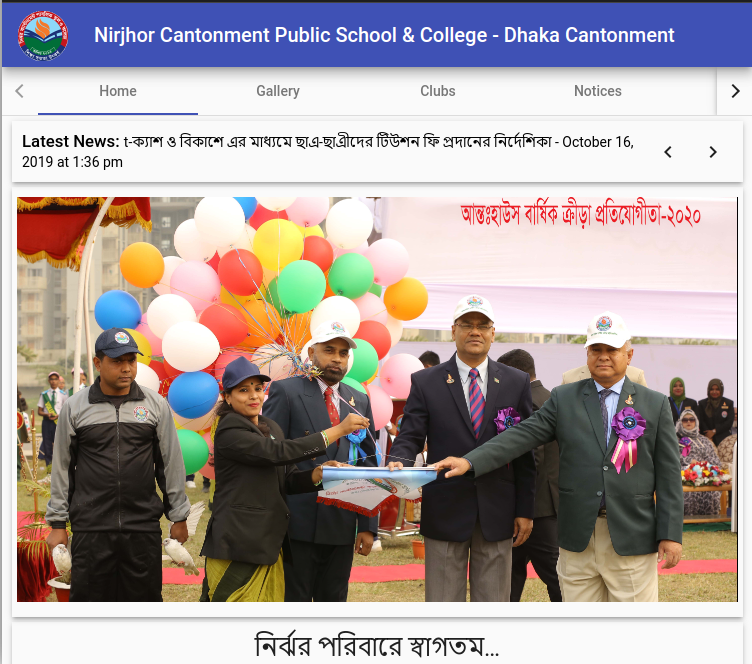 Nirjhor Cantonment Public School & College - Dhaka Cantonment
Home Gallery Clubs Notices
Latest News: t-ক্যাশ ও বিকাশে এর মাধ্যমে ছাএ-ছাএীদের টিউশন ফি প্রদানের নির্দেশিকা - October 16,
2019 at 1:36 pm
আন্তঃহাউস বার্ষিক ক্রীড়া প্রতিযোগীতা-২০২০
নির্ঝর পরিবারে স্বাগতম...